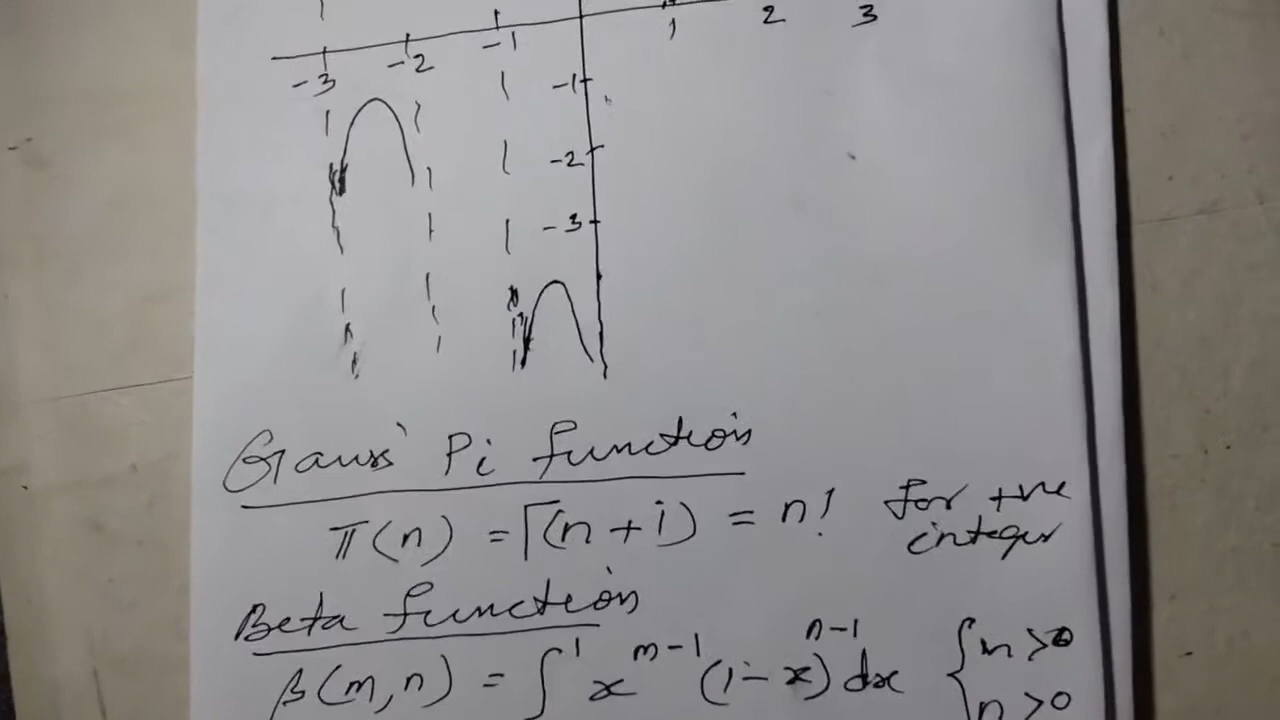 -3 -2 -1 1 2 3
-1
-2
-3
Gauss' Pi function
π(n) = Γ(n+1) = n! for +ve
integer
Beta function
β(m,n) = ∫¹ x^{m-1} (1-x)^{n-1} dx { m>0
n>0